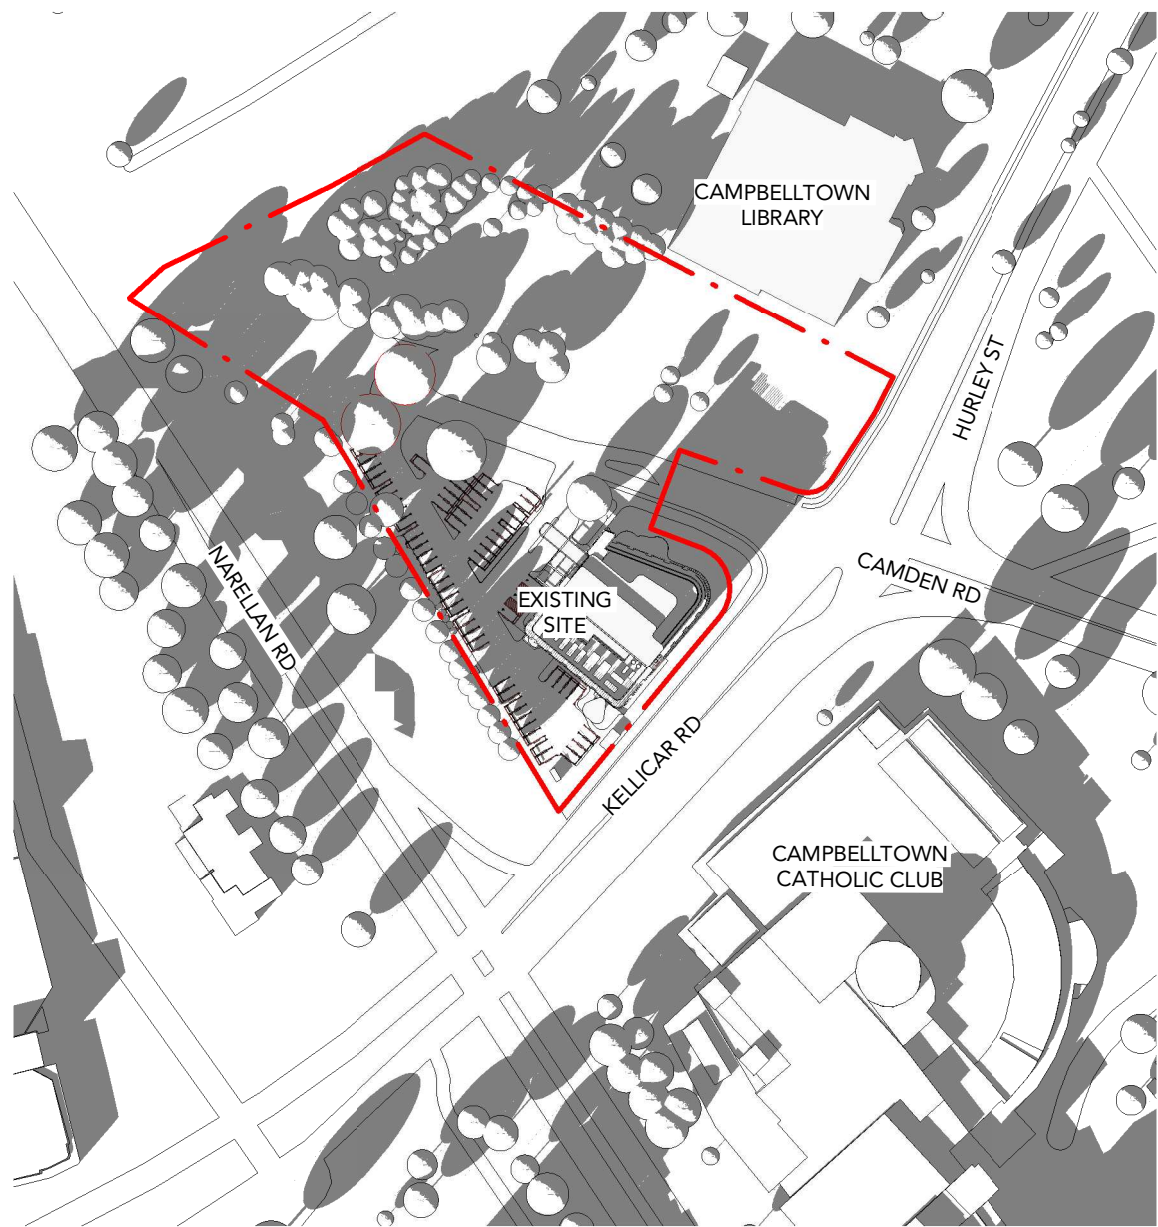 CAMPBELLTOWN
LIBRARY
HURLEY ST
CAMDEN RD
NARELLAN RD
EXISTING
SITE
KELLICAR RD
CAMPBELLTOWN
CATHOLIC CLUB